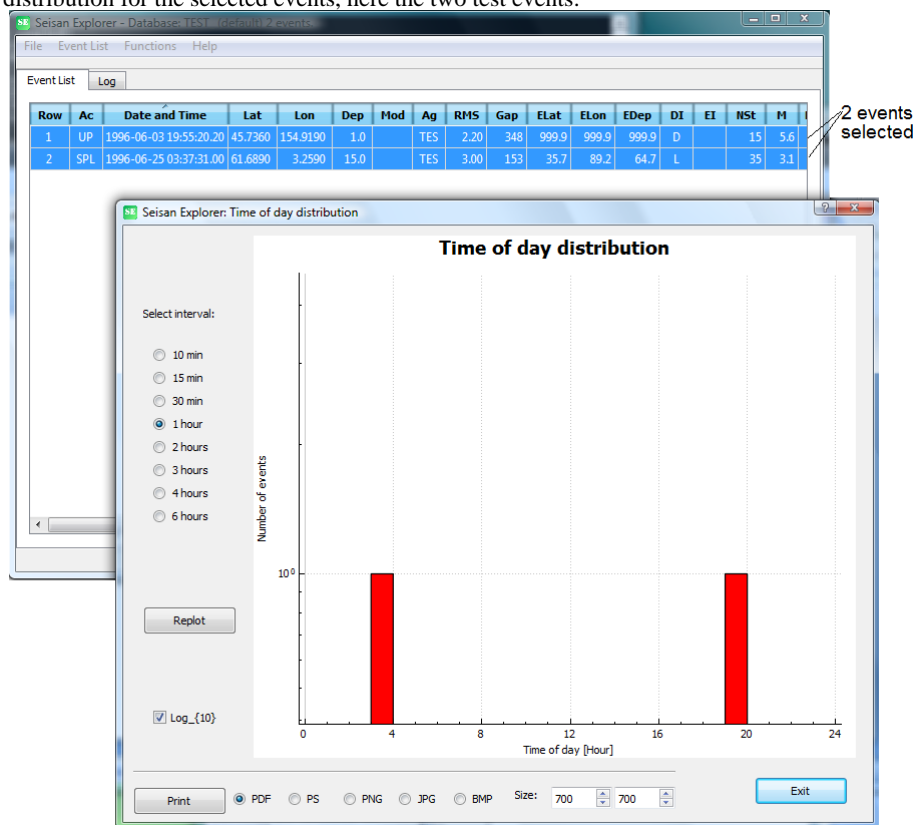 distribution for the selected events, here the two test events.
Seisan Explorer - Database: TEST_ (default) 2 events
File Event List Functions Help
Event List Log
Row Ac Date and Time Lat Lon Dep Mod Ag RMS Gap ELat ELon EDep DI EI NSt M
1 UP 1996-06-03 19:55:20.20 45.7360 154.9190 1.0 TES 2.20 348 999.9 999.9 999.9 D 15 5.6
2 SPL 1996-06-25 03:37:31.00 61.6890 3.2590 15.0 TES 3.00 153 35.7 89.2 64.7 L 35 3.1
2 events
selected
SE Seisan Explorer: Time of day distribution
Time of day distribution
Select interval:
10 min
15 min
30 min
1 hour
2 hours
3 hours
4 hours
6 hours
Number of events
10⁰
Replot
Log_{10}
0 4 8 12 16 20 24
Time of day [Hour]
Print PDF PS PNG JPG BMP Size: 700 700 Exit